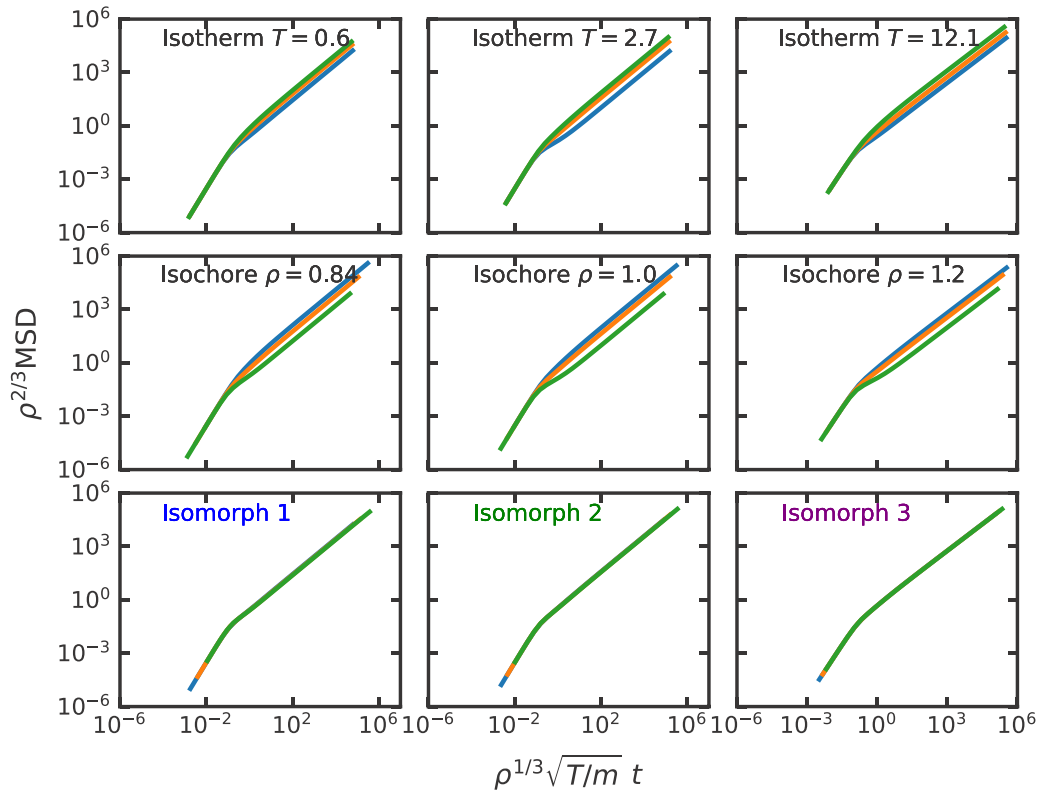 10^6
10^3
10^0
10^{-3}
10^{-6}
Isotherm T = 0.6
Isotherm T = 2.7
Isotherm T = 12.1
10^6
10^3
10^0
10^{-3}
10^{-6}
Isochore ρ = 0.84
Isochore ρ = 1.0
Isochore ρ = 1.2
ρ^{2/3}MSD
10^6
10^3
10^0
10^{-3}
10^{-6}
Isomorph 1
Isomorph 2
Isomorph 3
10^{-6} 10^{-2} 10^2 10^6
10^{-6} 10^{-2} 10^2 10^6
10^{-6} 10^{-3} 10^0 10^3 10^6
ρ^{1/3}√T/m t